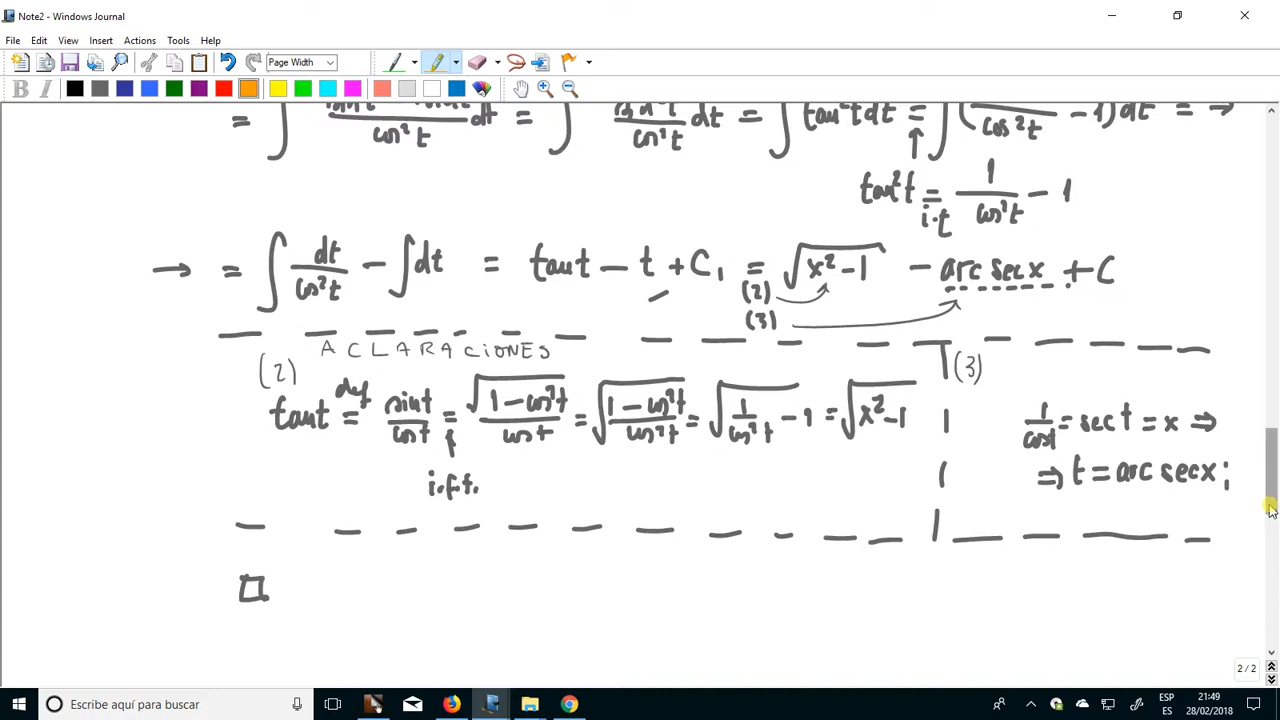 Note2 - Windows Journal
File Edit View Insert Actions Tools Help
Page Width
B I
= ∫ / cos²t dt = ∫ / cos²t dt = ∫ tan²t dt = ∫ ( / cos²t - 1) dt = →
tan²t = 1/cos²t - 1
i.t
→ = ∫ dt/cos²t - ∫ dt = tan t - t + C₁ = √(x²-1) - arc sec x + C
(2)
(3)
ACLARACIONES
(2) (3)
tan t =def sin t/cos t = √(1-cos²t)/cos t = √((1-cos²t)/cos²t) = √(1/cos²t - 1) = √(x²-1)
i.f.t.
1/cos t = sec t = x ⇒
⇒ t = arc sec x;
2 / 2
Escribe aquí para buscar
ESP
ES
21:49
28/02/2018